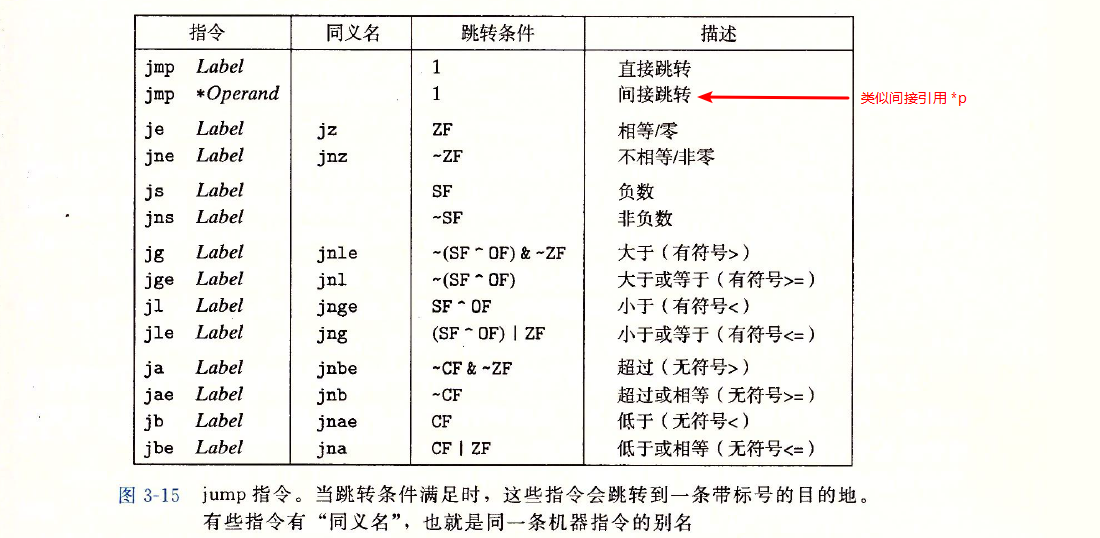 指令 同义名 跳转条件 描述
jmp Label 1 直接跳转
jmp *Operand 1 间接跳转 类似间接引用 *p
je Label jz ZF 相等/零
jne Label jnz ~ZF 不相等/非零
js Label SF 负数
jns Label ~SF 非负数
jg Label jnle ~(SF ^ OF) & ~ZF 大于（有符号>）
jge Label jnl ~(SF ^ OF) 大于或等于（有符号>=）
jl Label jnge SF ^ OF 小于（有符号<）
jle Label jng (SF ^ OF) | ZF 小于或等于（有符号<=）
ja Label jnbe ~CF & ~ZF 超过（无符号>）
jae Label jnb ~CF 超过或相等（无符号>=）
jb Label jnae CF 低于（无符号<）
jbe Label jna CF | ZF 低于或相等（无符号<=）
图 3-15 jump 指令。当跳转条件满足时，这些指令会跳转到一条带标号的目的地。
有些指令有“同义名”，也就是同一条机器指令的别名